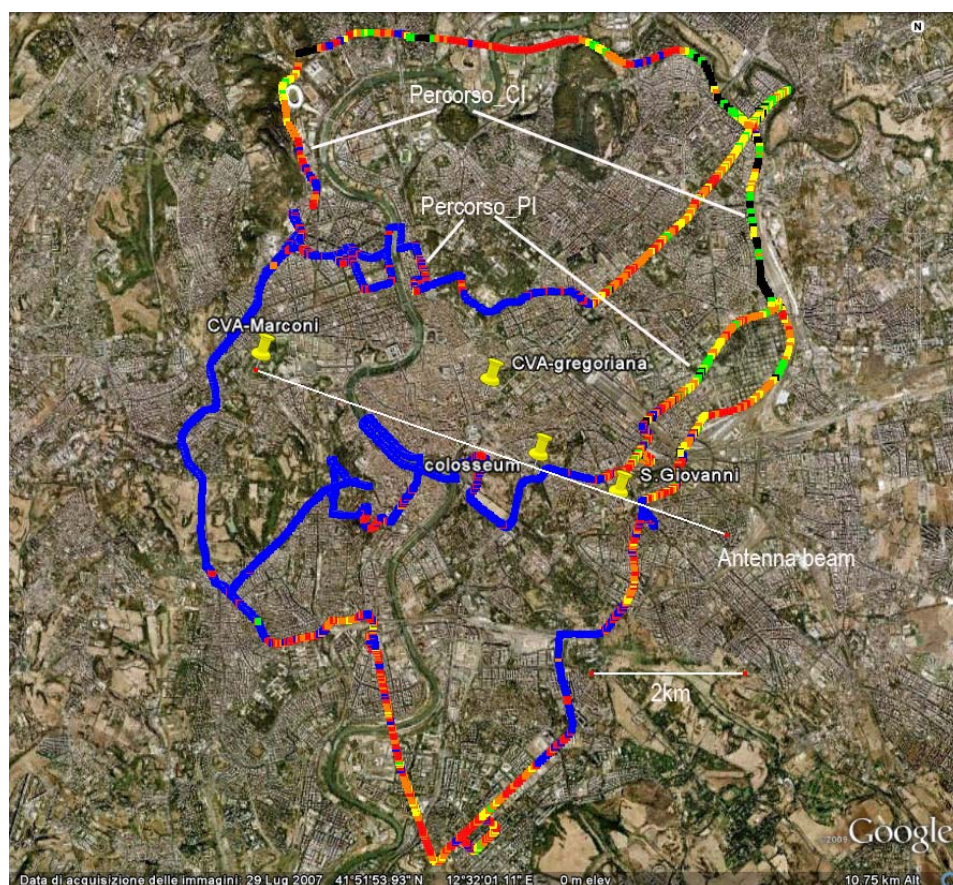 N
Percorso_CI
Percorso_PI
CVA-Marconi
CVA-gregoriana
colosseum
S.Giovanni
Antenna beam
2km
©2009 Google
Data di acquisizione delle immagini: 29 Lug 2007 41°51'53.93" N 12°32'01.11" E 0 m elev 10.75 km Alt